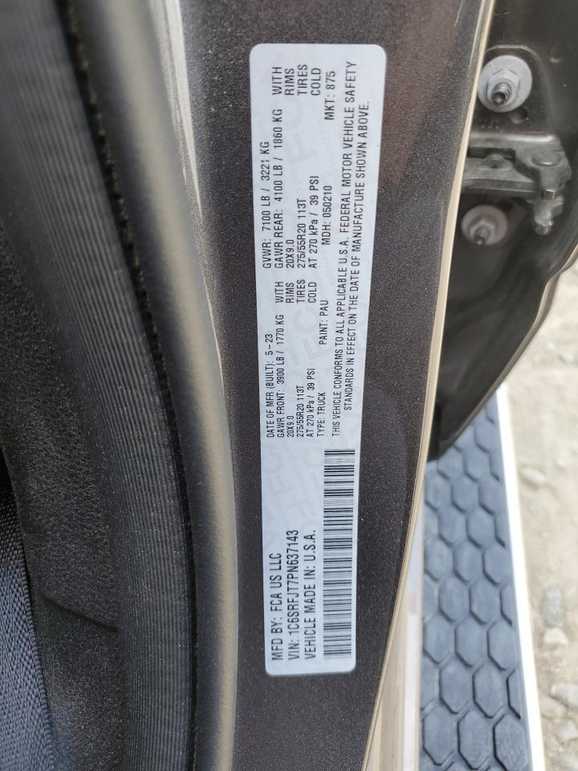 MFD BY: FCA US LLC
DATE OF MFR (BUILT): 5-23
GVWR: 7100 LB / 3221 KG
GAWR FRONT: 3900 LB / 1770 KG WITH
GAWR REAR: 4100 LB / 1860 KG WITH
20X9.0 RIMS
20X9.0 RIMS
275/55R20 113T TIRES
275/55R20 113T TIRES
AT 270 kPa / 39 PSI COLD
AT 270 kPa / 39 PSI COLD
VIN: 1C6SRFJT7PN637143
TYPE: TRUCK PAINT: PAU MDH: 050210 MKT: 875
VEHICLE MADE IN: U.S.A.
THIS VEHICLE CONFORMS TO ALL APPLICABLE U.S.A. FEDERAL MOTOR VEHICLE SAFETY
STANDARDS IN EFFECT ON THE DATE OF MANUFACTURE SHOWN ABOVE.